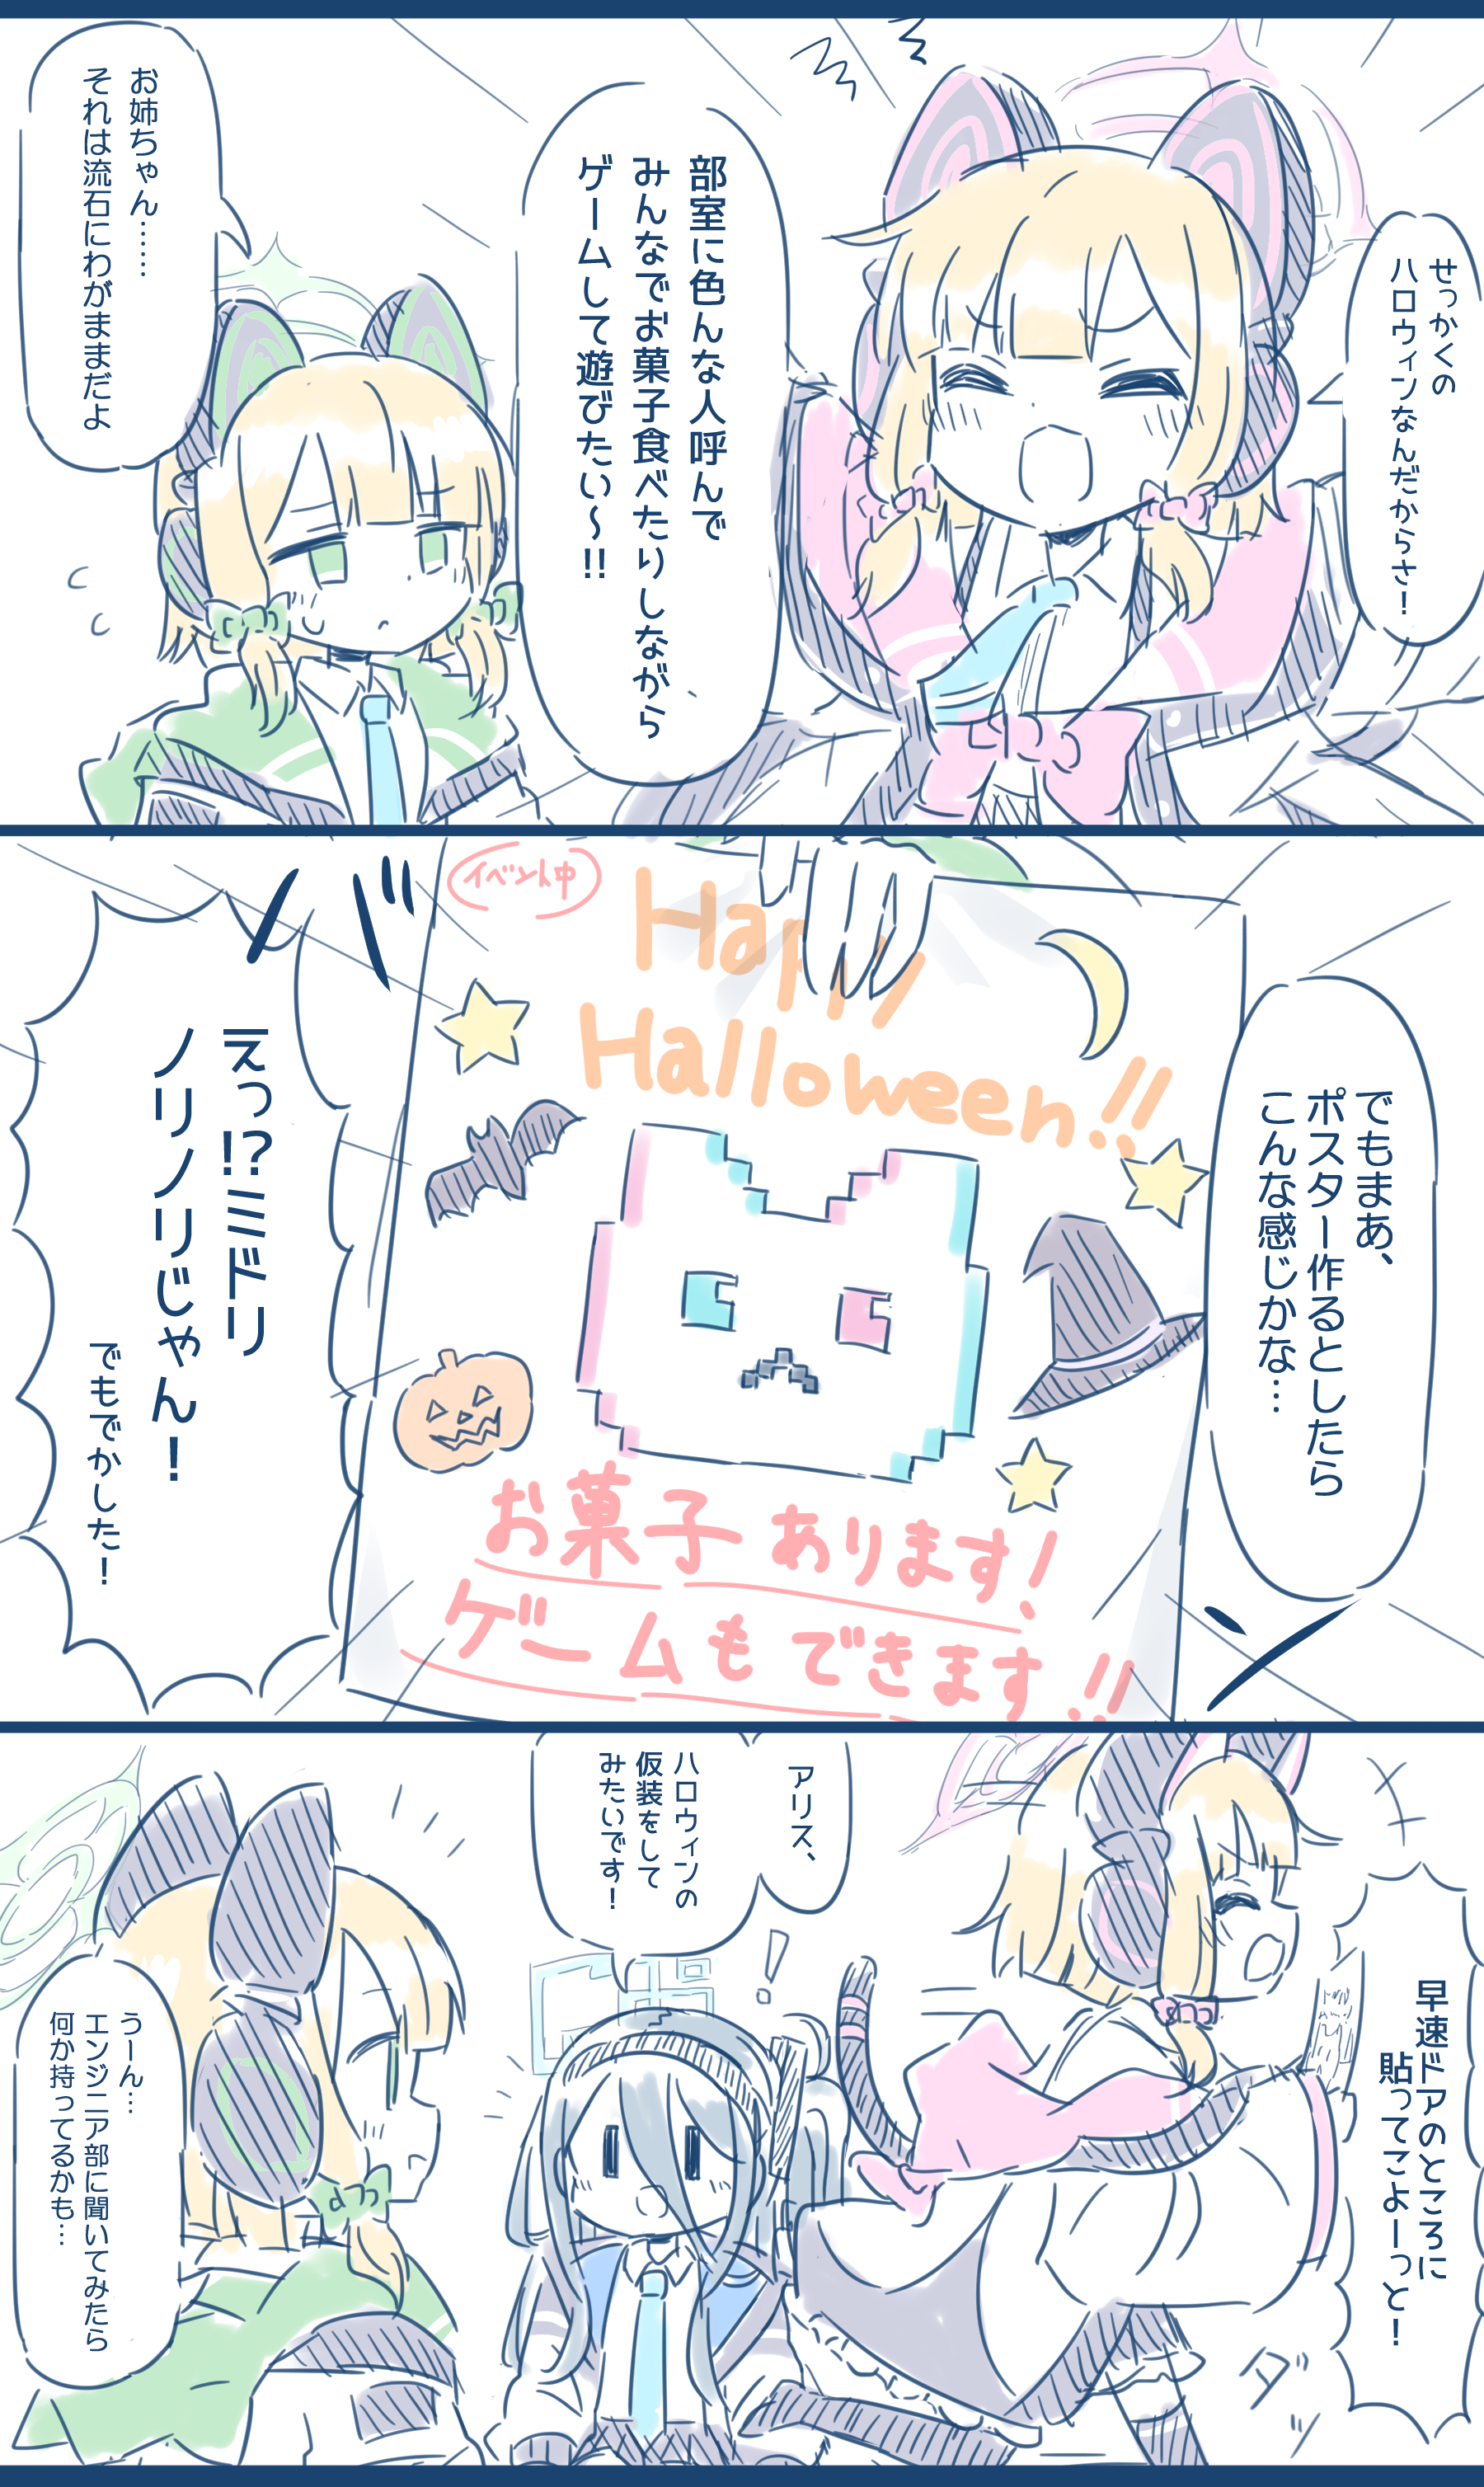 せっかくの
ハロウィンなんだからさ！
部室に色んな人呼んで
みんなでお菓子食べたりしながら
ゲームして遊びたい～!!
お姉ちゃん……
それは流石にわがままだよ
でもまあ、
ポスター作るとしたら
こんな感じかな…
イベント中
Happy
Halloween!!
お菓子あります!
ゲームもできます!!
バン
えっ!?ミドリ
ノリノリじゃん！
でもでかした！
早速ドアのところに
貼ってこよーっと！
ダッ
アリス、
ハロウィンの
仮装をして
みたいです！
!
うーん…
エンジニア部に聞いてみたら
何か持ってるかも…